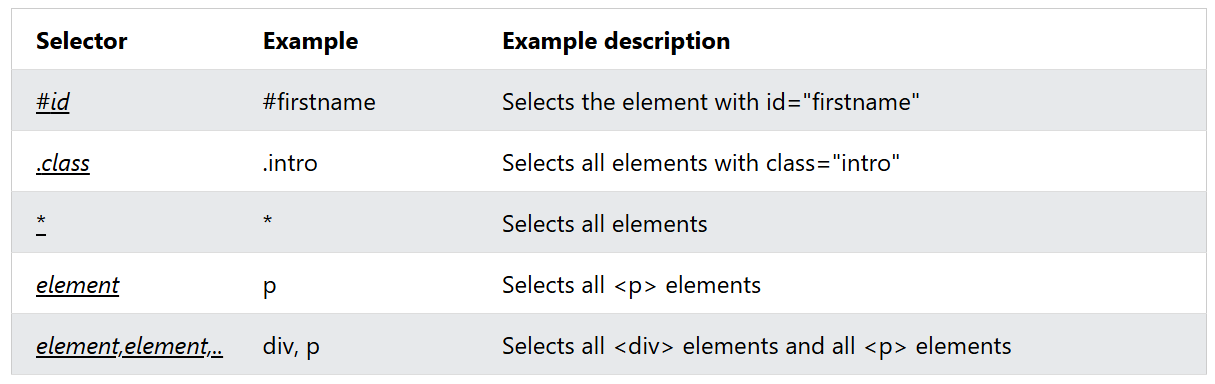 Selector Example Example description
#id #firstname Selects the element with id="firstname"
.class .intro Selects all elements with class="intro"
* * Selects all elements
element p Selects all <p> elements
element,element,.. div, p Selects all <div> elements and all <p> elements